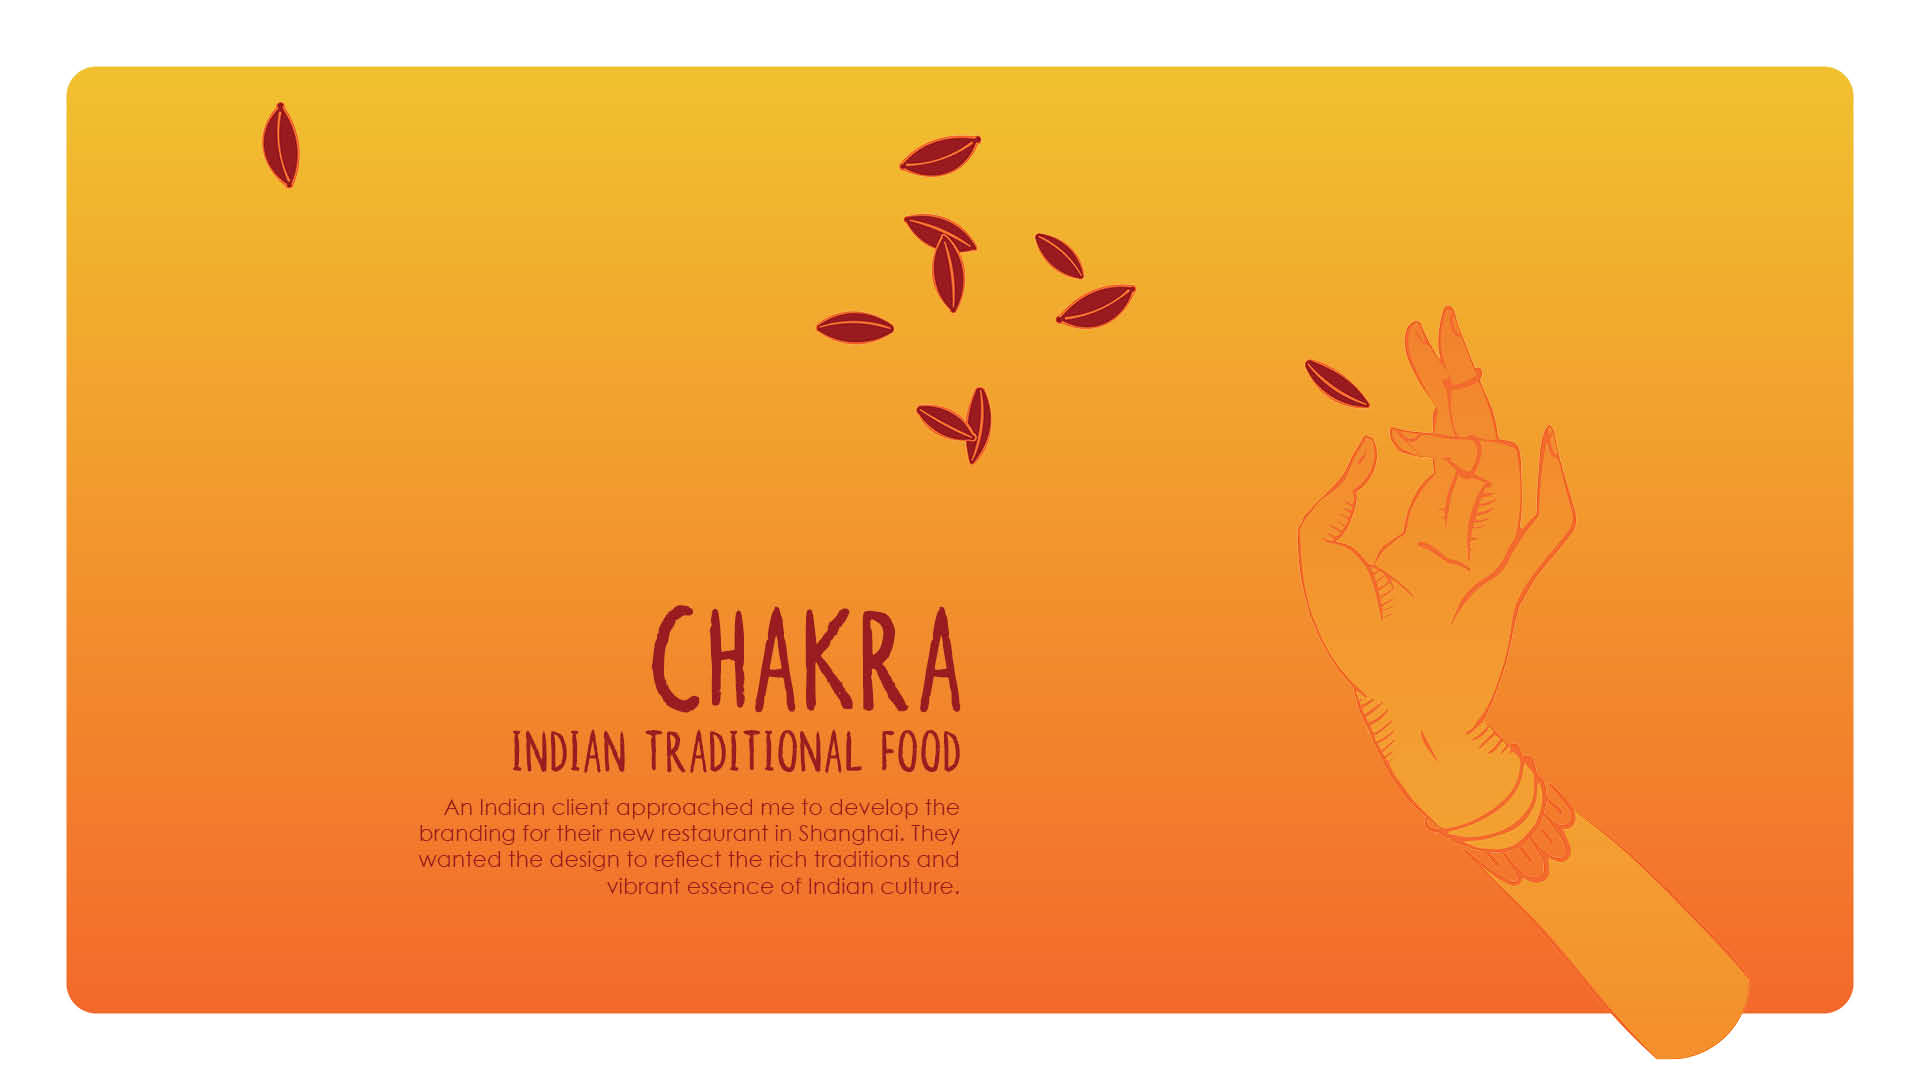 CHAKRA
INDIAN TRADITIONAL FOOD
An Indian client approached me to develop the
branding for their new restaurant in Shanghai. They
wanted the design to reflect the rich traditions and
vibrant essence of Indian culture.